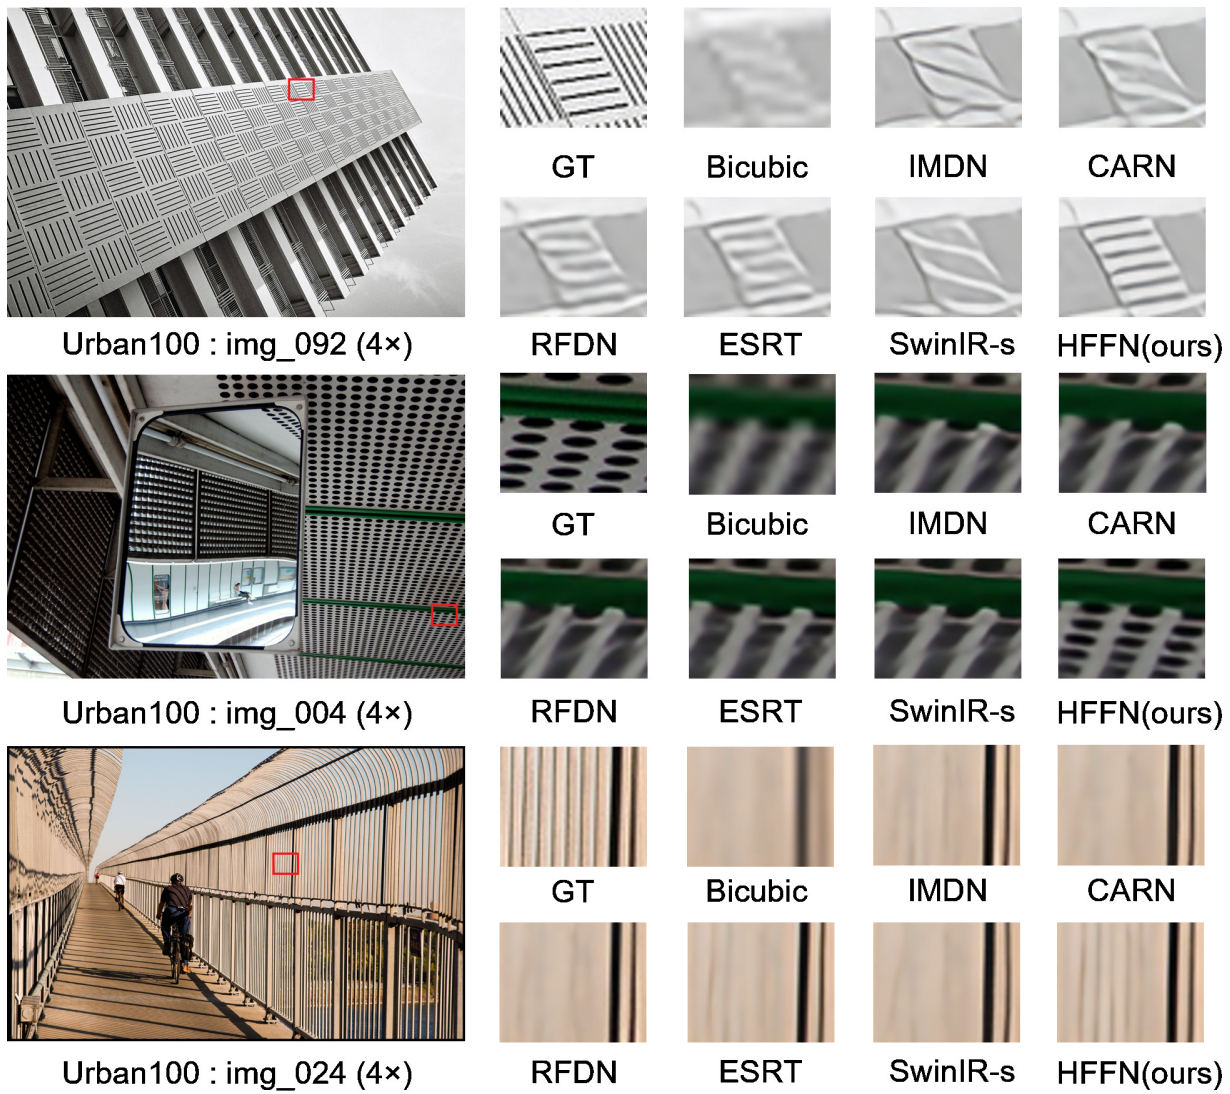 GT Bicubic IMDN CARN
RFDN ESRT SwinIR-s HFFN(ours)
Urban100 : img_092 (4×)
GT Bicubic IMDN CARN
RFDN ESRT SwinIR-s HFFN(ours)
Urban100 : img_004 (4×)
GT Bicubic IMDN CARN
RFDN ESRT SwinIR-s HFFN(ours)
Urban100 : img_024 (4×)